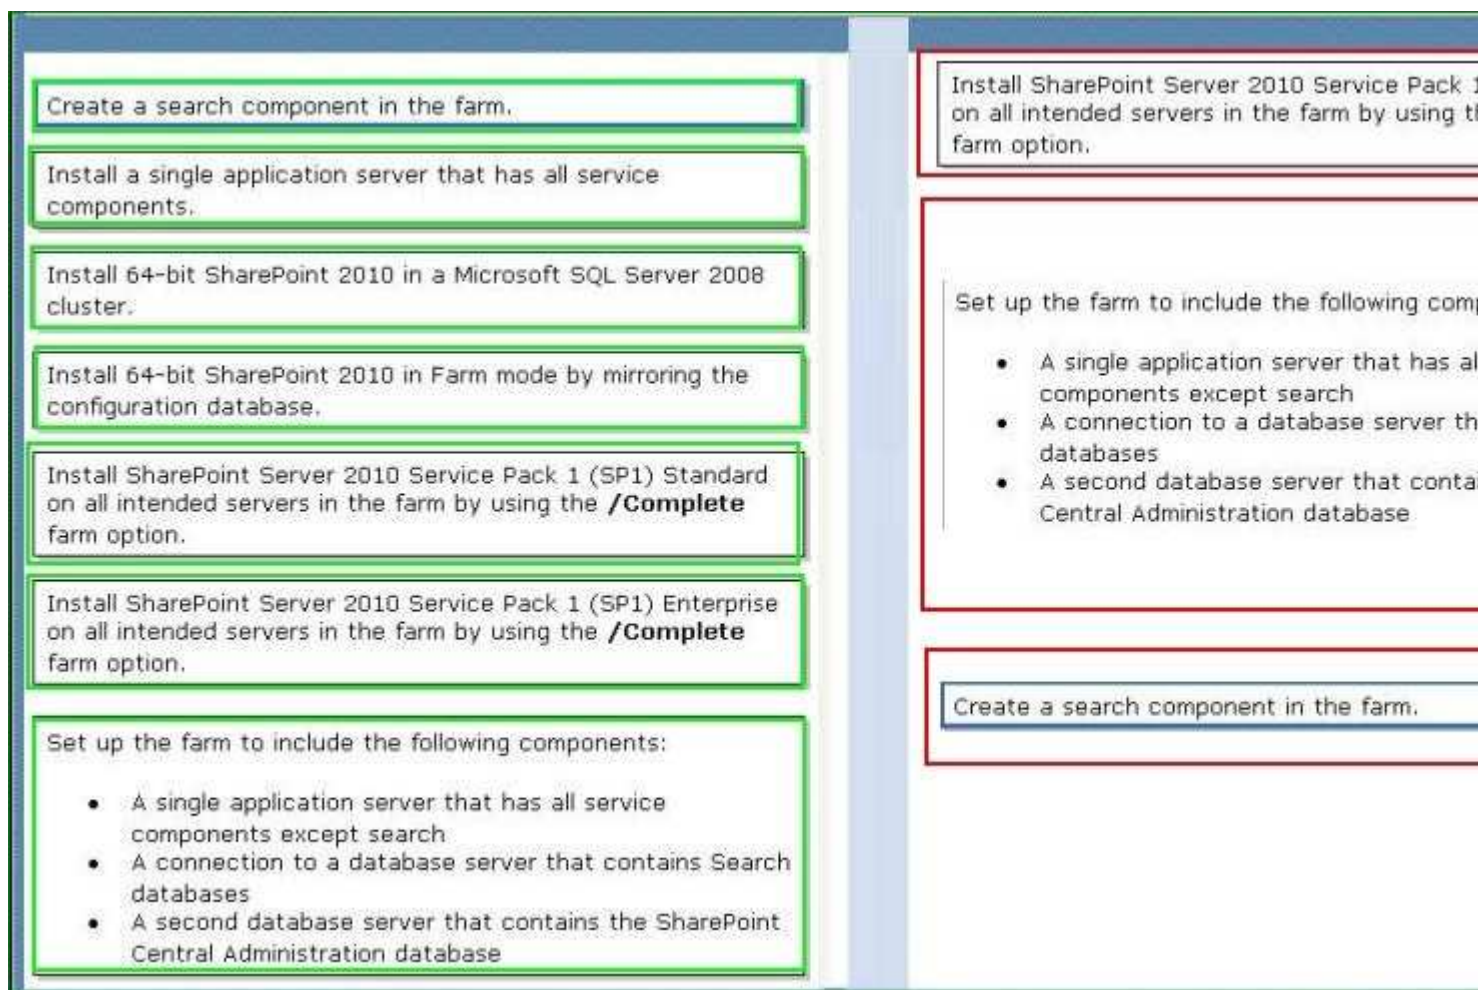 Create a search component in the farm.
Install a single application server that has all service
components.
Install 64-bit SharePoint 2010 in a Microsoft SQL Server 2008
cluster.
Install 64-bit SharePoint 2010 in Farm mode by mirroring the
configuration database.
Install SharePoint Server 2010 Service Pack 1 (SP1) Standard
on all intended servers in the farm by using the /Complete
farm option.
Install SharePoint Server 2010 Service Pack 1 (SP1) Enterprise
on all intended servers in the farm by using the /Complete
farm option.
Set up the farm to include the following components:
• A single application server that has all service
components except search
• A connection to a database server that contains Search
databases
• A second database server that contains the SharePoint
Central Administration database
Install SharePoint Server 2010 Service Pack
on all intended servers in the farm by using
farm option.
Set up the farm to include the following
• A single application server that has
components except search
• A connection to a database server
databases
• A second database server that
Central Administration database
Create a search component in the farm.